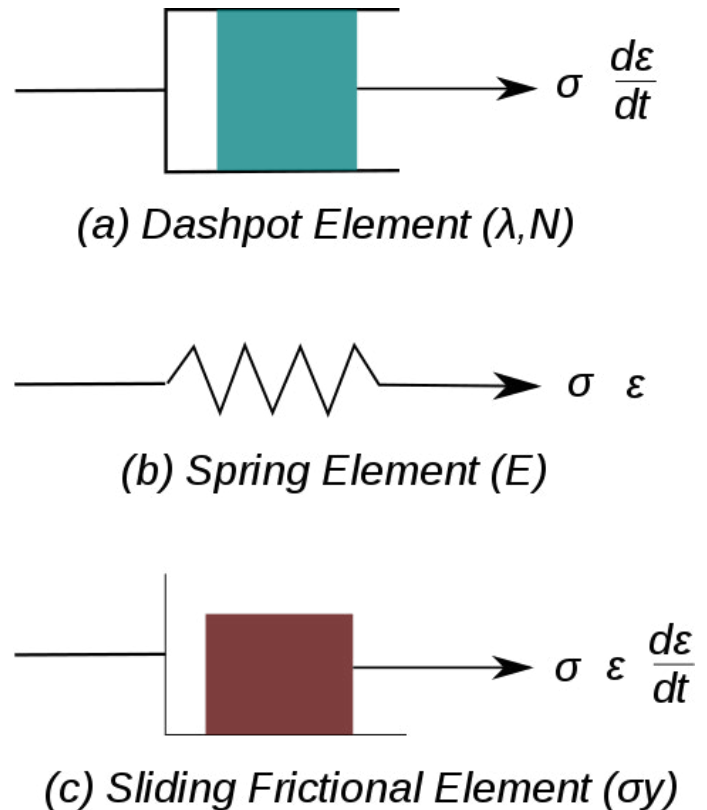 σ dε/dt
(a) Dashpot Element (λ,N)
σ ε
(b) Spring Element (E)
σ ε dε/dt
(c) Sliding Frictional Element (σy)